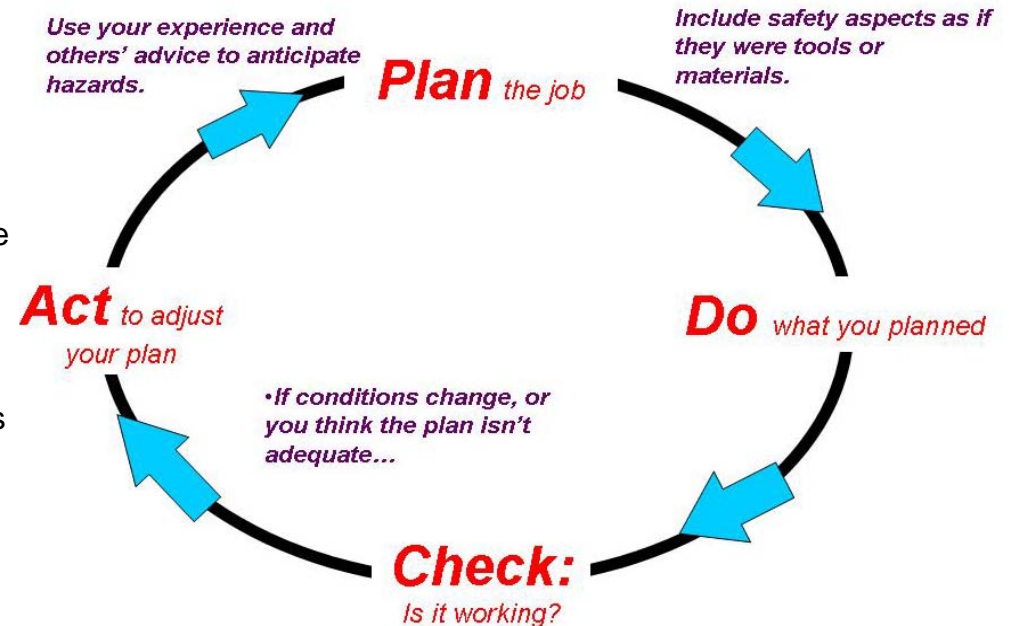 Use your experience and
others' advice to anticipate
hazards.
Include safety aspects as if
they were tools or
materials.
Plan the job
e
Act to adjust
your plan
Do what you planned
s
•If conditions change, or
you think the plan isn't
adequate…
Check:
Is it working?